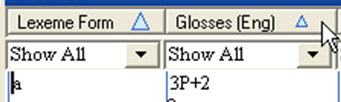 Lexeme Form Glosses (Eng)
Show All Show All
a 3P+2